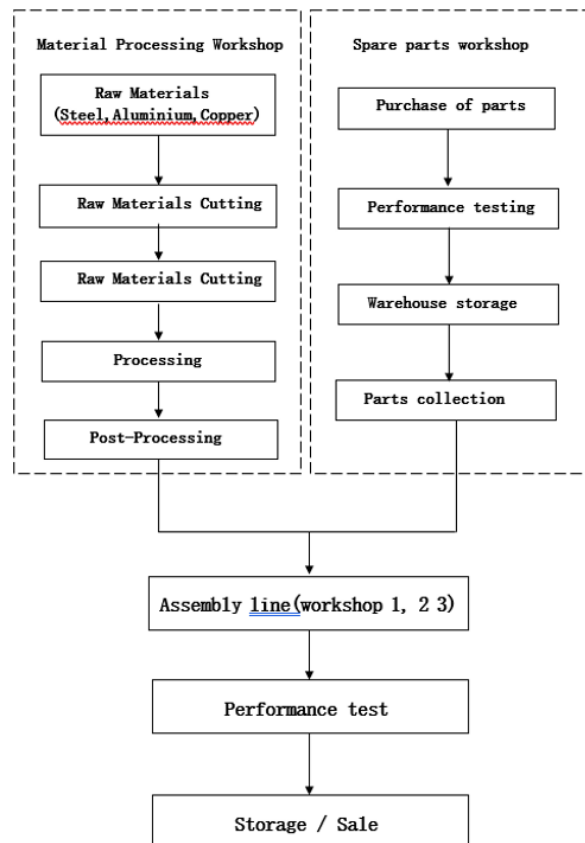 Material Processing Workshop
Raw Materials
(Steel,Aluminium,Copper)
Raw Materials Cutting
Raw Materials Cutting
Processing
Post-Processing
Spare parts workshop
Purchase of parts
Performance testing
Warehouse storage
Parts collection
Assembly line(workshop 1, 2 3)
Performance test
Storage / Sale